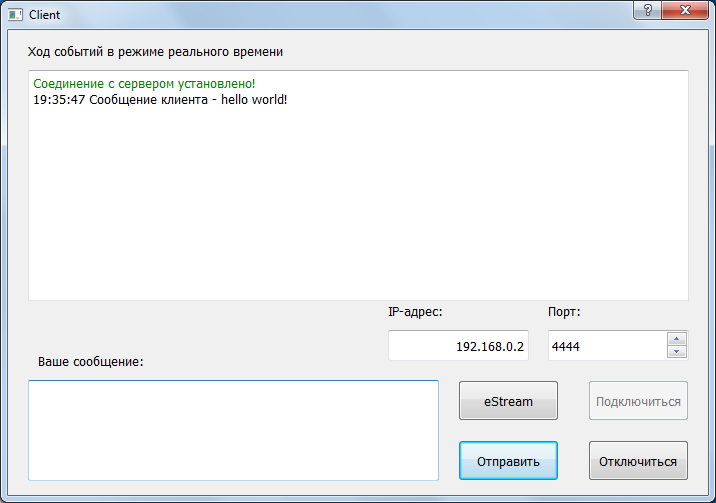 Client
Ход событий в режиме реального времени
Соединение с сервером установлено!
19:35:47 Сообщение клиента - hello world!
IP-адрес:
Порт:
192.168.0.2
4444
Ваше сообщение:
eStream
Подключиться
Отправить
Отключиться